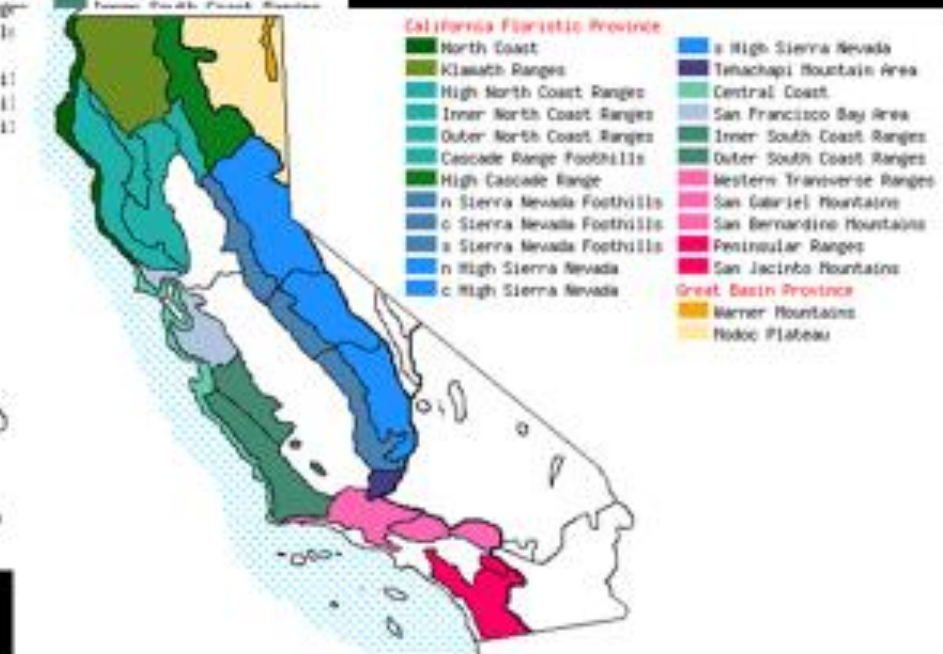 Inner South Coast Ranges
California Floristic Province
North Coast
Klamath Ranges
High North Coast Ranges
Inner North Coast Ranges
Outer North Coast Ranges
Cascade Range Foothills
High Cascade Range
n Sierra Nevada Foothills
c Sierra Nevada Foothills
s Sierra Nevada Foothills
n High Sierra Nevada
c High Sierra Nevada
s High Sierra Nevada
Tehachapi Mountain Area
Central Coast
San Francisco Bay Area
Inner South Coast Ranges
Outer South Coast Ranges
Western Transverse Ranges
San Gabriel Mountains
San Bernardino Mountains
Peninsular Ranges
San Jacinto Mountains
Great Basin Province
Warner Mountains
Modoc Plateau